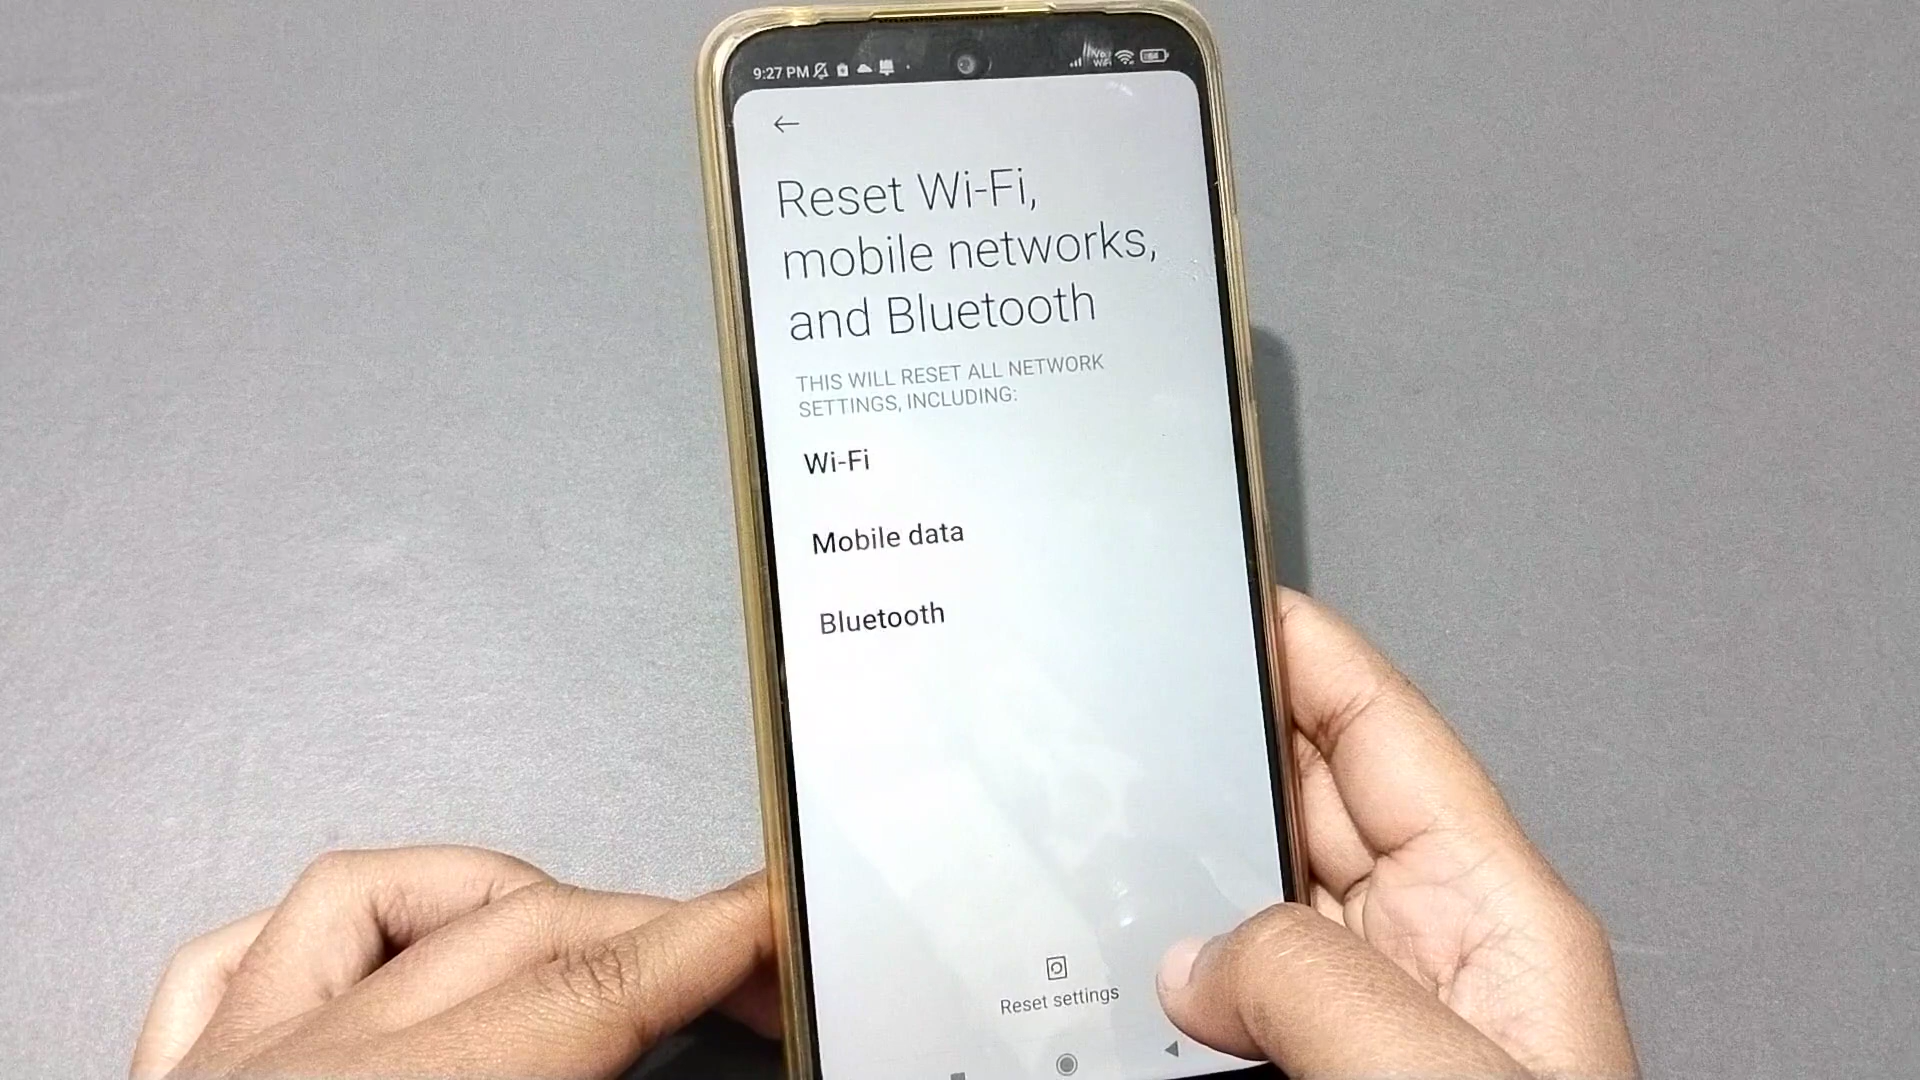 9:27 PM
Reset Wi-Fi,
mobile networks,
and Bluetooth
THIS WILL RESET ALL NETWORK
SETTINGS, INCLUDING:
Wi-Fi
Mobile data
Bluetooth
Reset settings